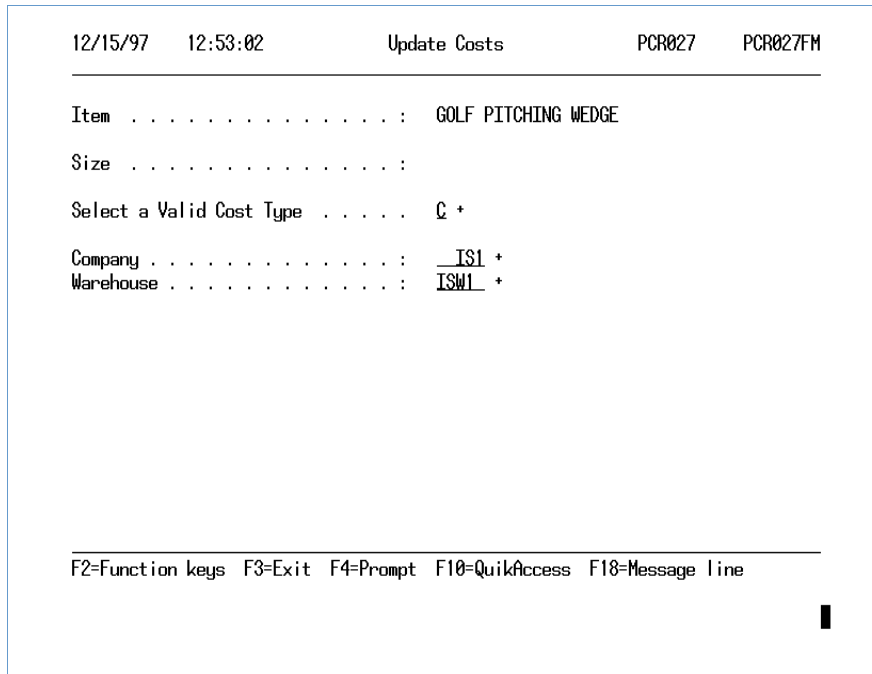 12/15/97 12:53:02 Update Costs PCR027 PCR027FM
Item . . . . . . . . . . . . . . : GOLF PITCHING WEDGE
Size . . . . . . . . . . . . . . :
Select a Valid Cost Type . . . . . C +
Company . . . . . . . . . . . . . : IS1 +
Warehouse . . . . . . . . . . . . : ISW1 +
F2=Function keys F3=Exit F4=Prompt F10=QuikAccess F18=Message line